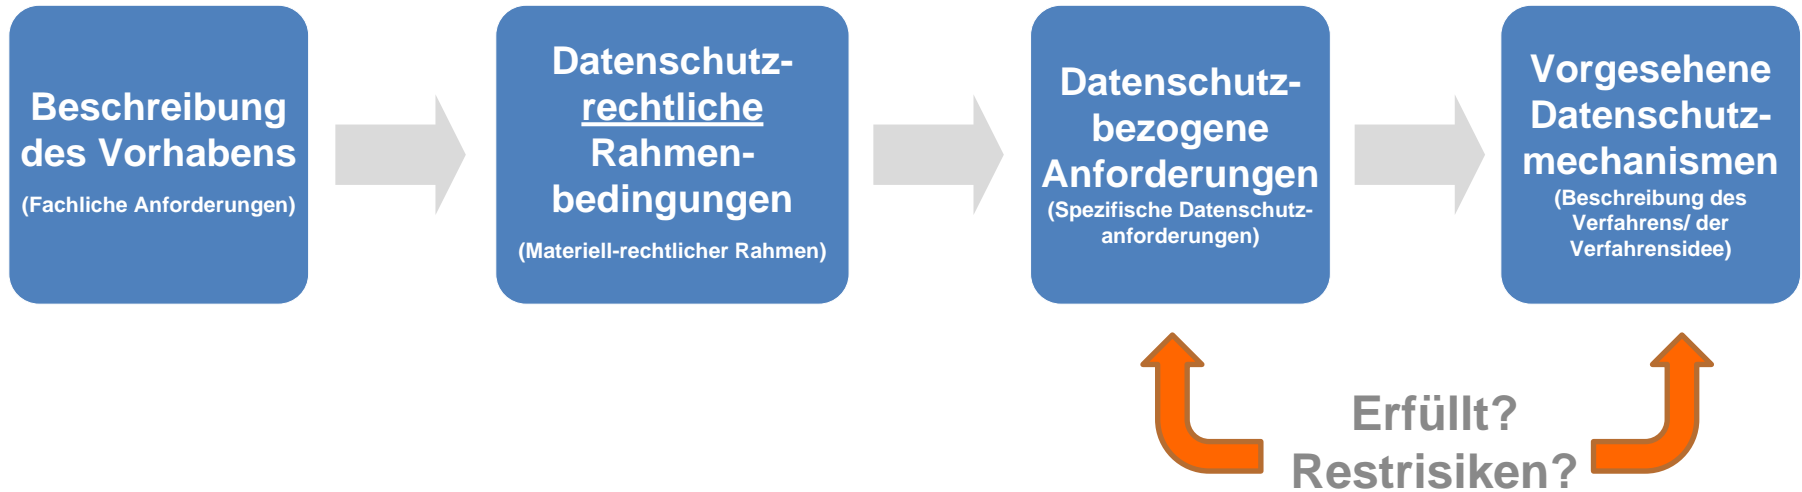 Beschreibung
des Vorhabens
(Fachliche Anforderungen)
Datenschutz-
rechtliche
Rahmen-
bedingungen
(Materiell-rechtlicher Rahmen)
Datenschutz-
bezogene
Anforderungen
(Spezifische Datenschutz-
anforderungen)
Vorgesehene
Datenschutz-
mechanismen
(Beschreibung des
Verfahrens/ der
Verfahrensidee)
Erfüllt?
Restrisiken?